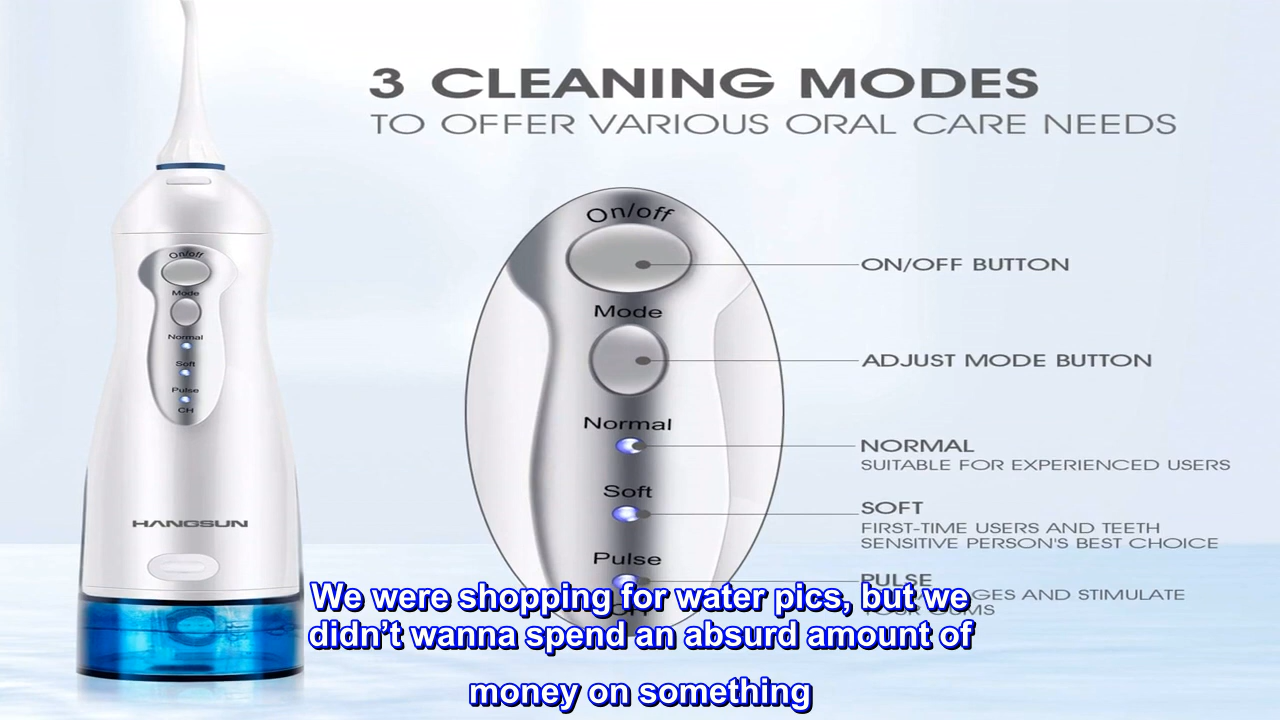 3 CLEANING MODES
TO OFFER VARIOUS ORAL CARE NEEDS
On/off
Mode
Normal
Soft
Pulse
CH
HANGSUN
On/off
Mode
Normal
Soft
Pulse
ON/OFF BUTTON
ADJUST MODE BUTTON
NORMAL
SUITABLE FOR EXPERIENCED USERS
SOFT
FIRST-TIME USERS AND TEETH
SENSITIVE PERSON'S BEST CHOICE
PULSE
AND STIMULATE
GUMS
We were shopping for water pics, but we
didn't wanna spend an absurd amount of
money on something